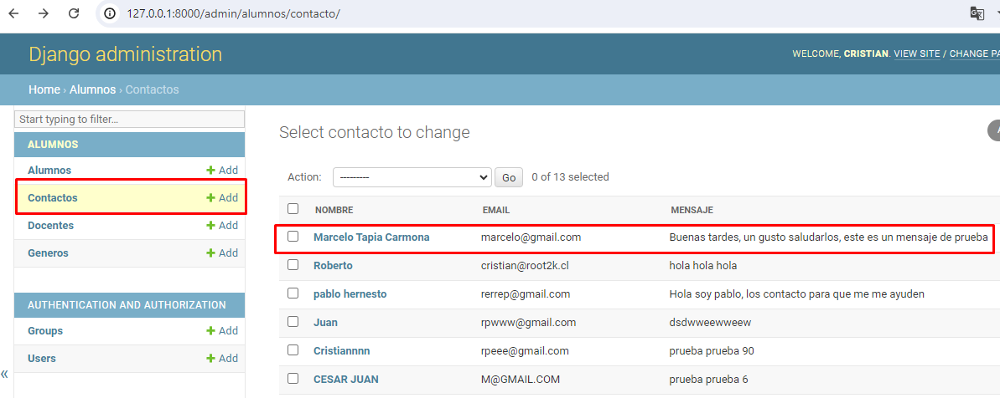 127.0.0.1:8000/admin/alumnos/contacto/
Django administration
WELCOME, CRISTIAN. VIEW SITE / CHANGE PA
Home › Alumnos › Contactos
Start typing to filter...
ALUMNOS
Alumnos + Add
Contactos + Add
Docentes + Add
Generos + Add
AUTHENTICATION AND AUTHORIZATION
Groups + Add
Users + Add
«
Select contacto to change
Action: --------- Go 0 of 13 selected
NOMBRE EMAIL MENSAJE
Marcelo Tapia Carmona marcelo@gmail.com Buenas tardes, un gusto saludarlos, este es un mensaje de prueba
Roberto cristian@root2k.cl hola hola hola
pablo hernesto rerrep@gmail.com Hola soy pablo, los contacto para que me me ayuden
Juan rpwww@gmail.com dsdwweewweew
Cristiannnn rpeee@gmail.com prueba prueba 90
CESAR JUAN M@GMAIL.COM prueba prueba 6